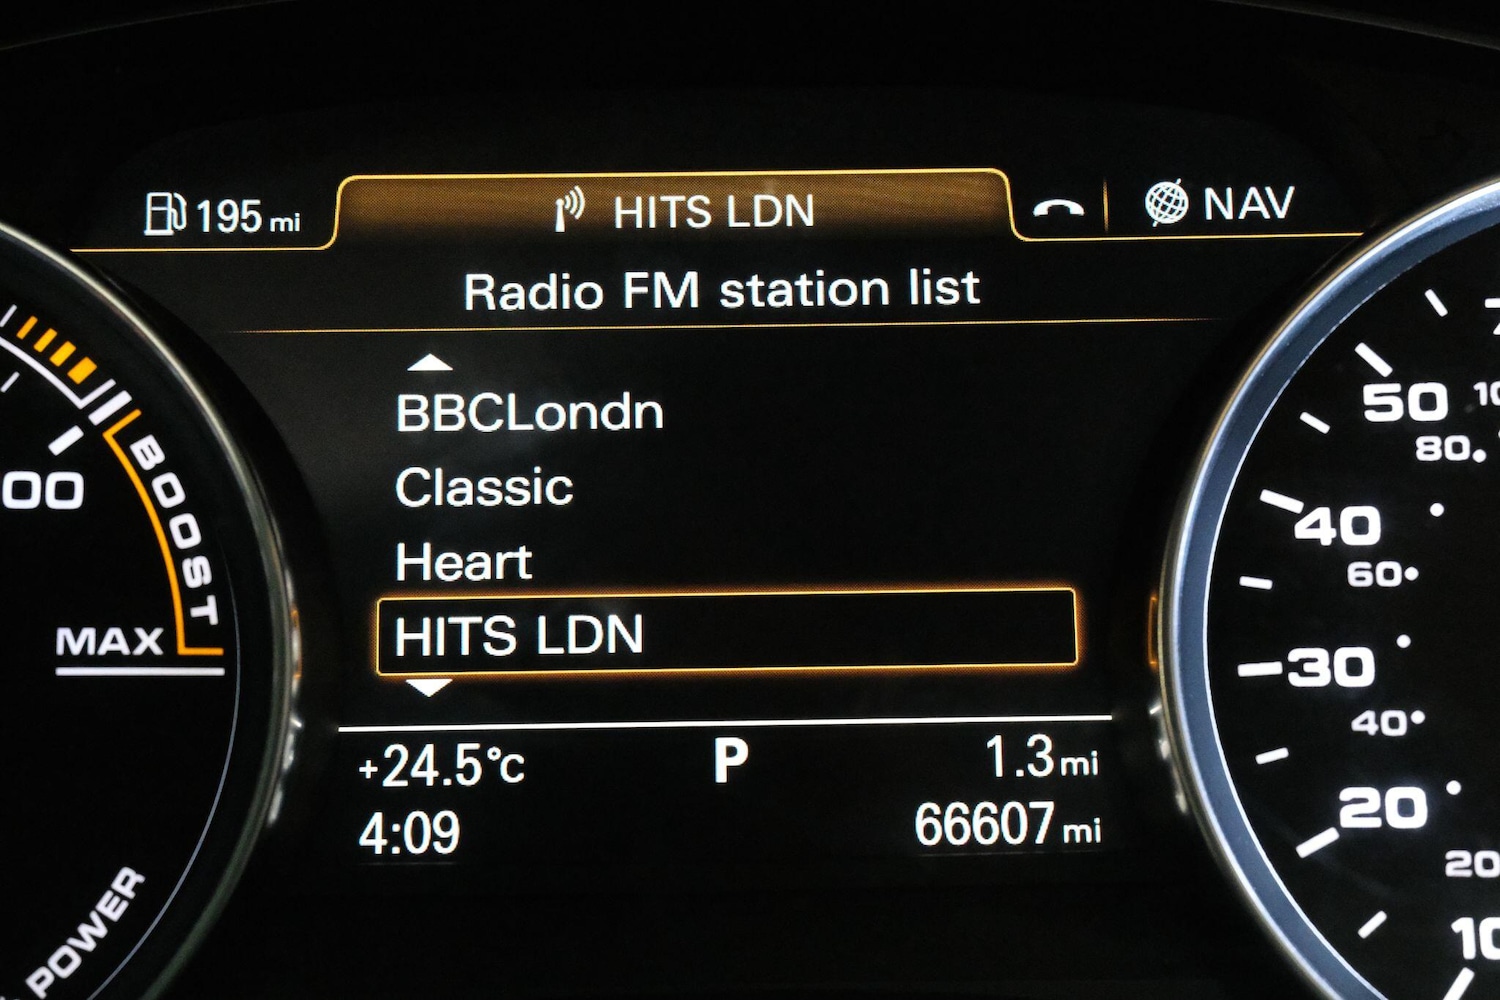 195 mi
HITS LDN
NAV
Radio FM station list
BBCLondn
Classic
Heart
HITS LDN
+24.5°C
P
1.3 mi
4:09
66607 mi
00
BOOST
MAX
POWER
50
80
40
60
30
40
20
20
10